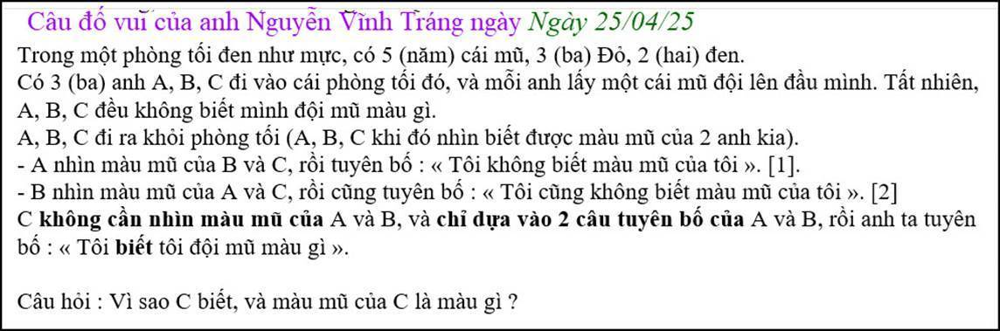 Câu đố vui của anh Nguyễn Vĩnh Tráng ngày Ngày 25/04/25
Trong một phòng tối đen như mực, có 5 (năm) cái mũ, 3 (ba) Đỏ, 2 (hai) đen.
Có 3 (ba) anh A, B, C đi vào cái phòng tối đó, và mỗi anh lấy một cái mũ đội lên đầu mình. Tất nhiên,
A, B, C đều không biết mình đội mũ màu gì.
A, B, C đi ra khỏi phòng tối (A, B, C khi đó nhìn biết được màu mũ của 2 anh kia).
- A nhìn màu mũ của B và C, rồi tuyên bố : « Tôi không biết màu mũ của tôi ». [1].
- B nhìn màu mũ của A và C, rồi cũng tuyên bố : « Tôi cũng không biết màu mũ của tôi ». [2]
C không cần nhìn màu mũ của A và B, và chỉ dựa vào 2 câu tuyên bố của A và B, rồi anh ta tuyên
bố : « Tôi biết tôi đội mũ màu gì ».
Câu hỏi : Vì sao C biết, và màu mũ của C là màu gì ?